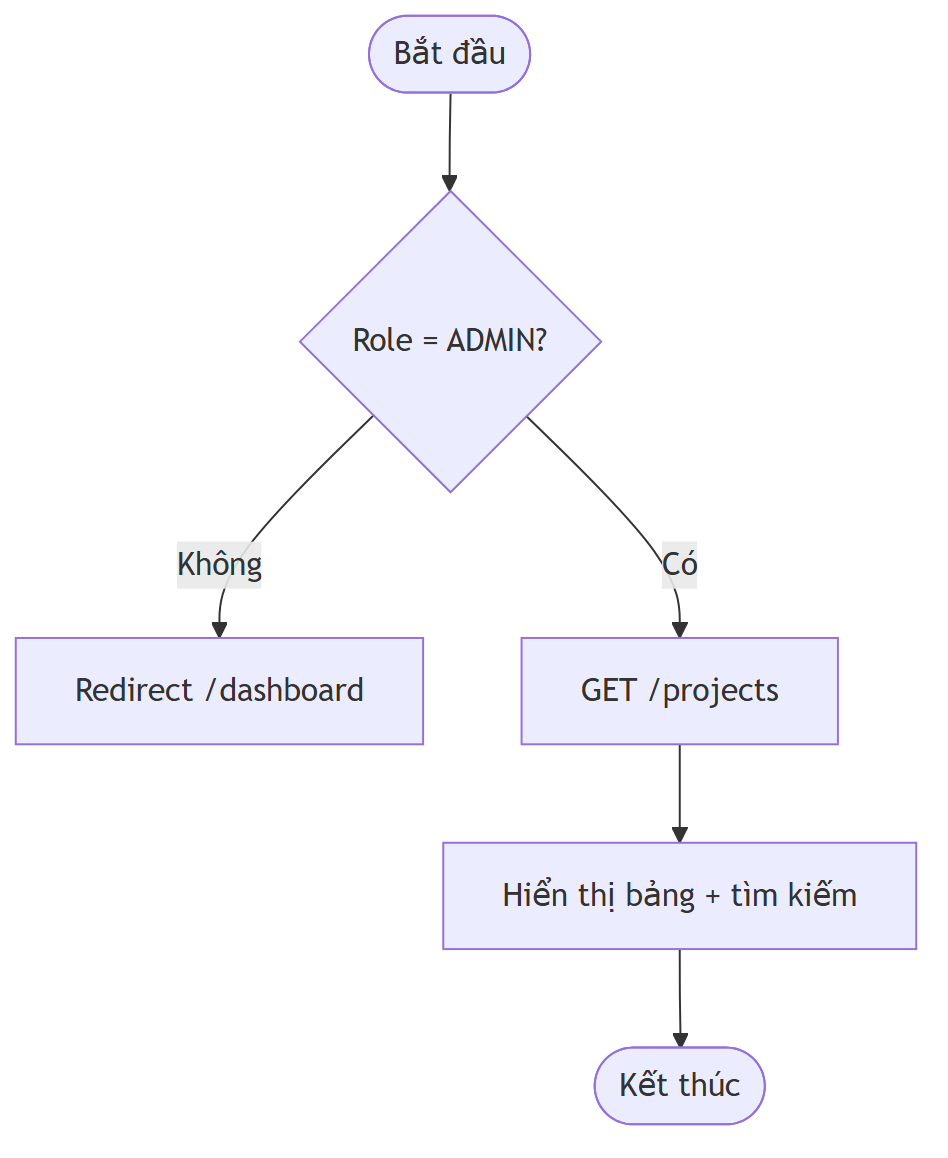 Bắt đầu
Role = ADMIN?
Không
Có
Redirect /dashboard
GET /projects
Hiển thị bảng + tìm kiếm
Kết thúc